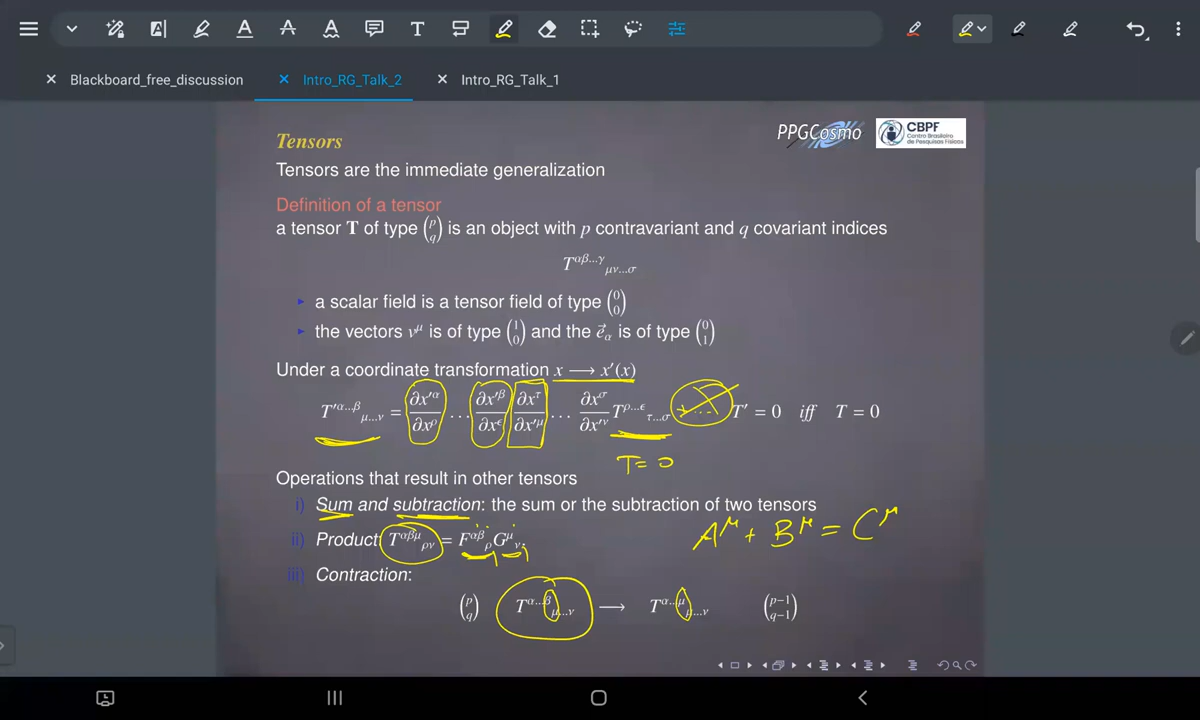 Blackboard_free_discussion Intro_RG_Talk_2 Intro_RG_Talk_1
Tensors
PPGCosmo
CBPF
Centro Brasileiro
de Pesquisas Físicas
Tensors are the immediate generalization
Definition of a tensor
a tensor T of type (p q) is an object with p contravariant and q covariant indices
T^{αβ...γ}_{μν...σ}
▸ a scalar field is a tensor field of type (0 0)
▸ the vectors v^μ is of type (1 0) and the e⃗_α is of type (0 1)
Under a coordinate transformation x ⟶ x′(x)
T′^{α...β}_{μ...ν} = ∂x′^α/∂x^ρ ... ∂x′^β/∂x^ϵ ∂x^τ/∂x′^μ ... ∂x^σ/∂x′^ν T^{ρ...ϵ}_{τ...σ} T′ = 0 iff T = 0
T = 0
Operations that result in other tensors
i) Sum and subtraction: the sum or the subtraction of two tensors
A^μ + B^μ = C^μ
ii) Product: T^{αβμ}_{ρν} = F^{αβ}_ρ G^μ_ν
iii) Contraction:
(p q) T^{α...β}_{μ...ν} ⟶ T^{α...μ}_{μ...ν} (p−1 q−1)